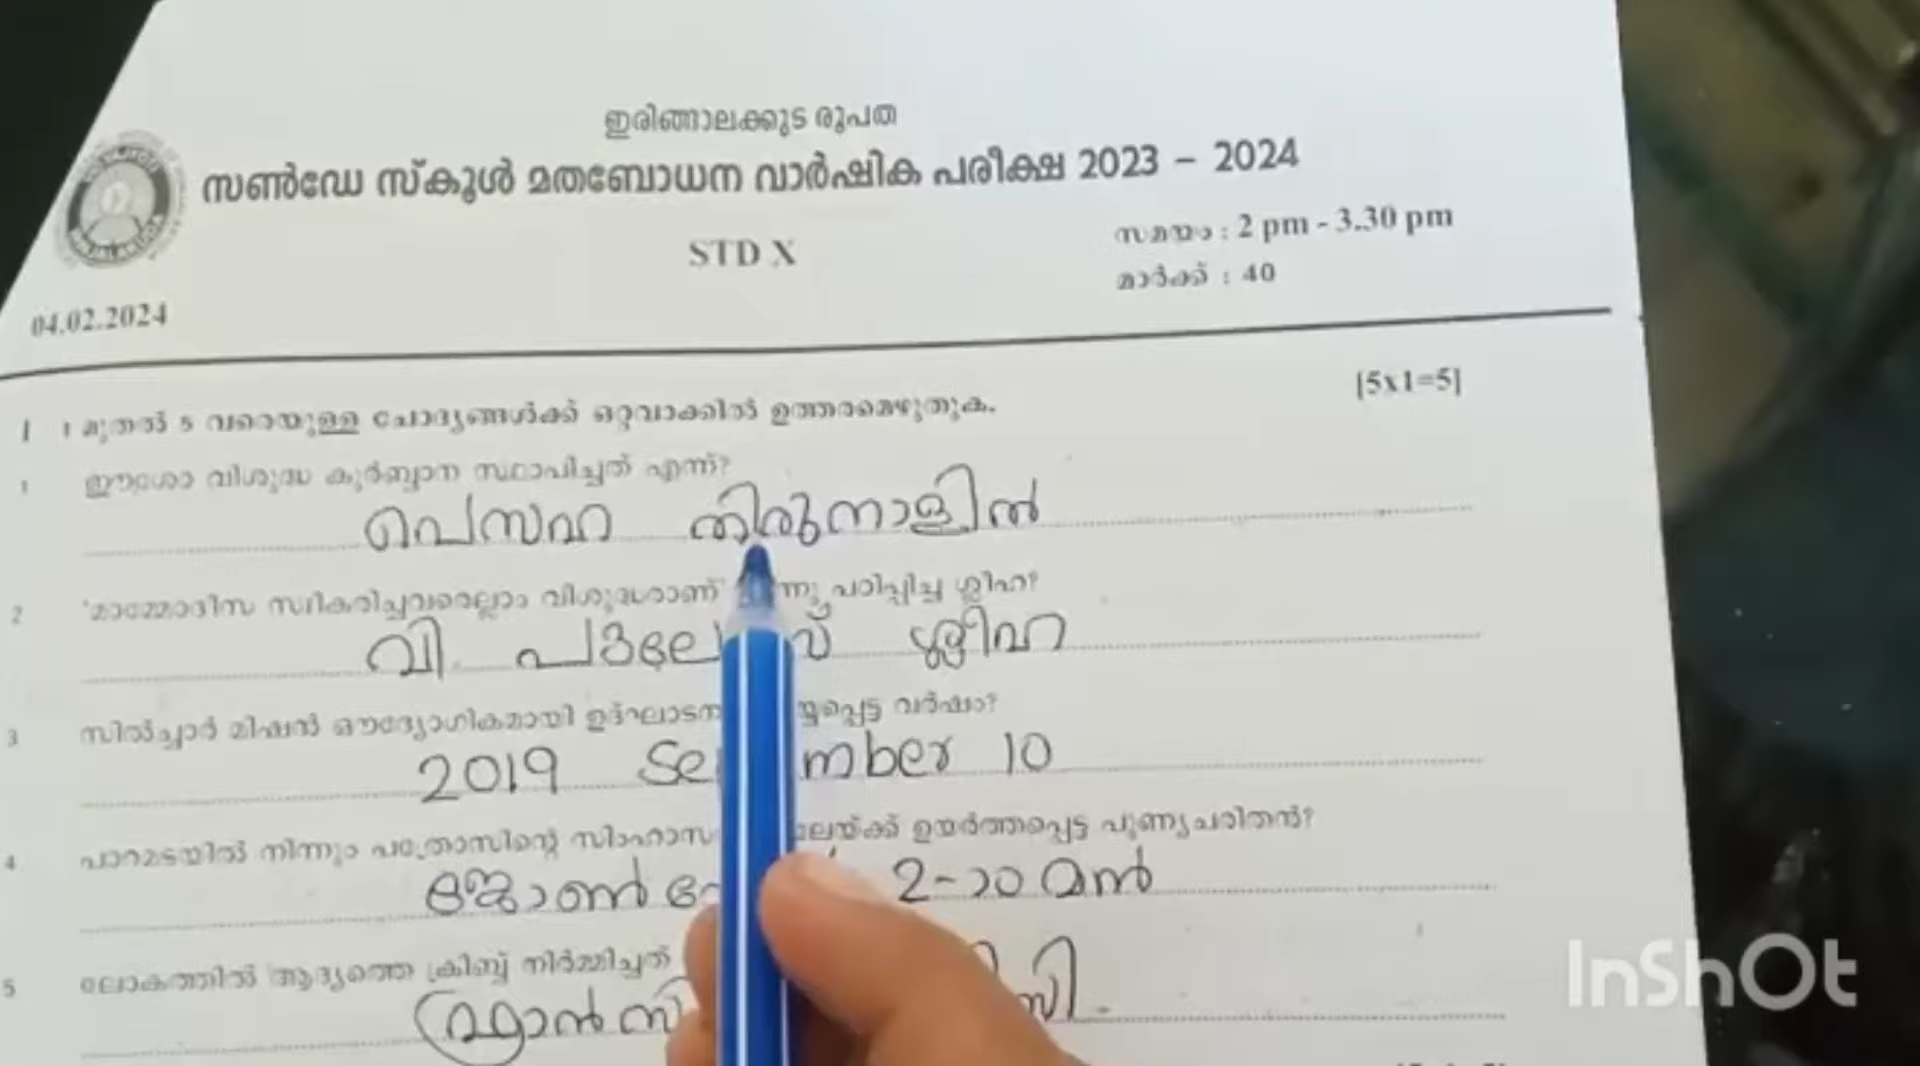 ഇരിങ്ങാലക്കുട രൂപത
സൺഡേ സ്കൂൾ മതബോധന വാർഷിക പരീക്ഷ 2023 – 2024
STD X
സമയം : 2 pm - 3.30 pm
മാർക്ക് : 40
04.02.2024
I 1 മുതൽ 5 വരെയുള്ള ചോദ്യങ്ങൾക്ക് ഒറ്റവാക്കിൽ ഉത്തരമെഴുതുക. [5x1=5]
1 ഈശോ വിശുദ്ധ കുർബ്ബാന സ്ഥാപിച്ചത് എന്ന്?
പെസഹ തിരുനാളിൽ
2 'മാമ്മോദീസ സ്വീകരിച്ചവരെല്ലാം വിശുദ്ധരാണ്' പഠിപ്പിച്ച ശ്ലീഹ?
വി. ശ്ലീഹ
3 സിൽച്ചാർ മിഷൻ ഔദ്യോഗികമായി വർഷം?
2019 10
4 പാറമടയിൽ നിന്നും പത്രോസിന്റെ ഉയർത്തപ്പെട്ട പുണ്യചരിതൻ?
ജോൺ 2-ാമൻ
5 ലോകത്തിൽ ആദ്യത്തെ ക്രിബ്ബ് നിർമ്മിച്ചത്
InShOt